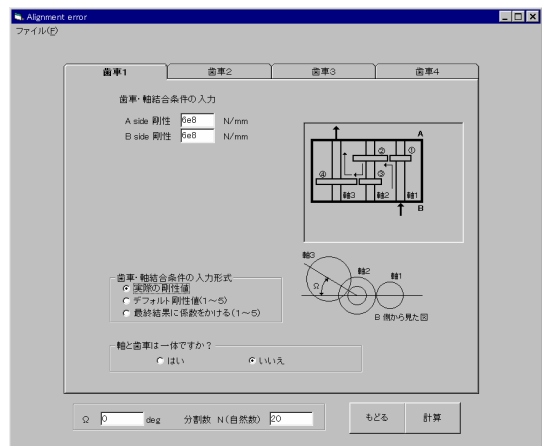 Alignment error
ファイル(F)
歯車1 歯車2 歯車3 歯車4
歯車・軸結合条件の入力
A side 剛性 6e8 N/mm
B side 剛性 6e8 N/mm
A
② ①
④ ③
軸3 軸2 軸1
B
歯車・軸結合条件の入力形式
実際の剛性値
デフォルト剛性値(1〜5)
最終結果に係数をかける(1〜5)
軸3
軸2 軸1
Ω
B 側から見た図
軸と歯車は一体ですか?
はい いいえ
Ω 0 deg 分割数 N(自然数) 20 もどる 計算